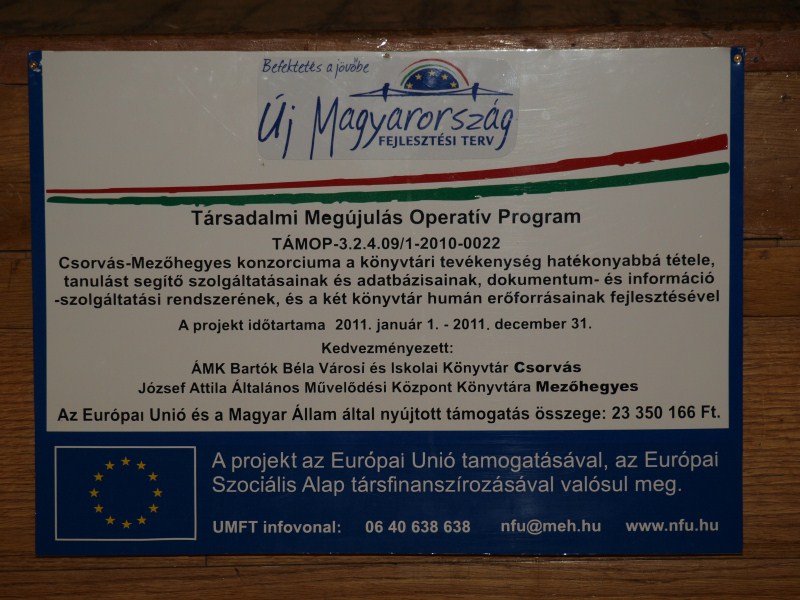 Befektetés a jövőbe
Új Magyarország
FEJLESZTÉSI TERV
Társadalmi Megújulás Operatív Program
TÁMOP-3.2.4.09/1-2010-0022
Csorvás-Mezőhegyes konzorciuma a könyvtári tevékenység hatékonyabbá tétele,
tanulást segítő szolgáltatásainak és adatbázisainak, dokumentum- és információ
-szolgáltatási rendszerének, és a két könyvtár humán erőforrásainak fejlesztésével
A projekt időtartama 2011. január 1. - 2011. december 31.
Kedvezményezett:
ÁMK Bartók Béla Városi és Iskolai Könyvtár Csorvás
József Attila Általános Művelődési Központ Könyvtára Mezőhegyes
Az Európai Unió és a Magyar Állam által nyújtott támogatás összege: 23 350 166 Ft.
A projekt az Európai Unió tamogatásával, az Európai
Szociális Alap társfinanszírozásával valósul meg.
UMFT infovonal: 06 40 638 638 nfu@meh.hu www.nfu.hu